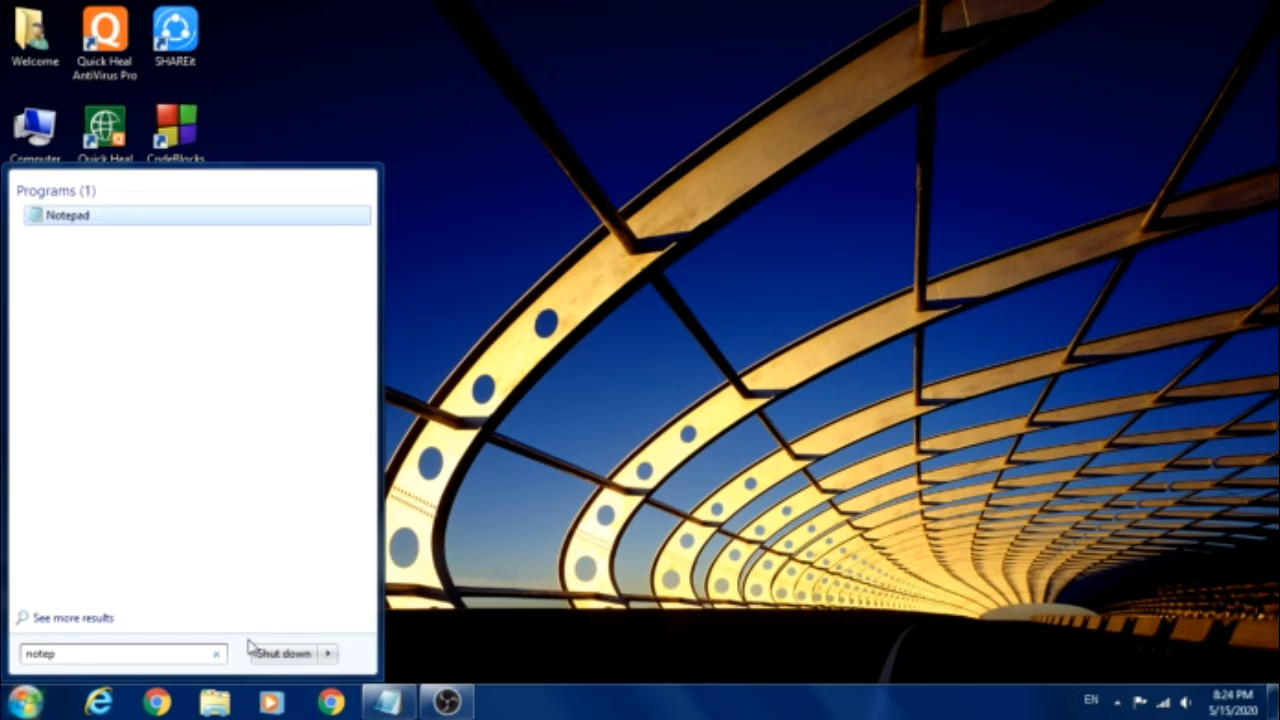 Welcome
Quick Heal
AntiVirus Pro
SHAREit
Computer
Quick Heal
CodeBlocks
Programs (1)
Notepad
See more results
notep
Shut down
EN
8:24 PM
5/15/2020